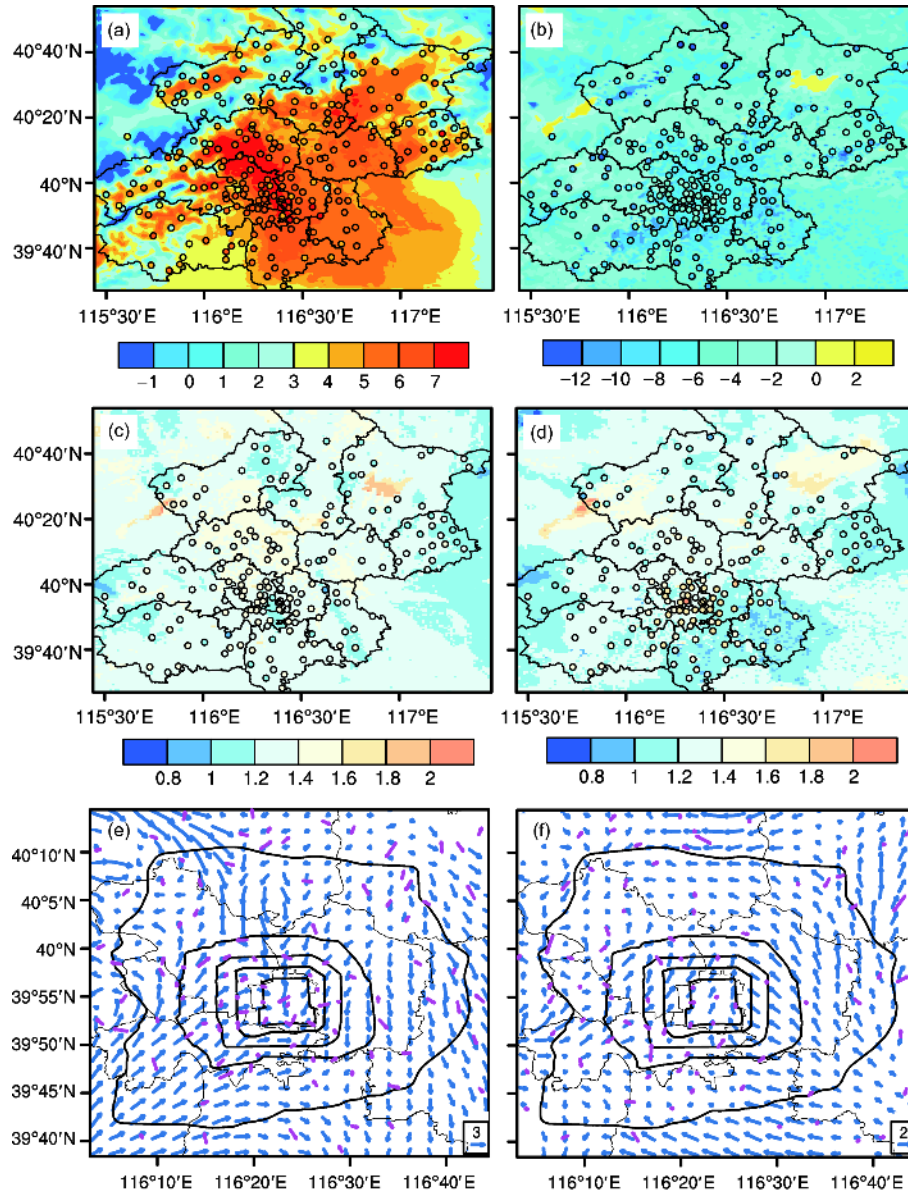 (a)
(b)
40°40′N
40°20′N
40°N
39°40′N
115°30′E 116°E 116°30′E 117°E
115°30′E 116°E 116°30′E 117°E
−1 0 1 2 3 4 5 6 7
−12 −10 −8 −6 −4 −2 0 2
(c)
(d)
40°40′N
40°20′N
40°N
39°40′N
115°30′E 116°E 116°30′E 117°E
115°30′E 116°E 116°30′E 117°E
0.8 1 1.2 1.4 1.6 1.8 2
0.8 1 1.2 1.4 1.6 1.8 2
(e)
(f)
40°10′N
40°5′N
40°N
39°55′N
39°50′N
39°45′N
39°40′N
3
2
116°10′E 116°20′E 116°30′E 116°40′E
116°10′E 116°20′E 116°30′E 116°40′E